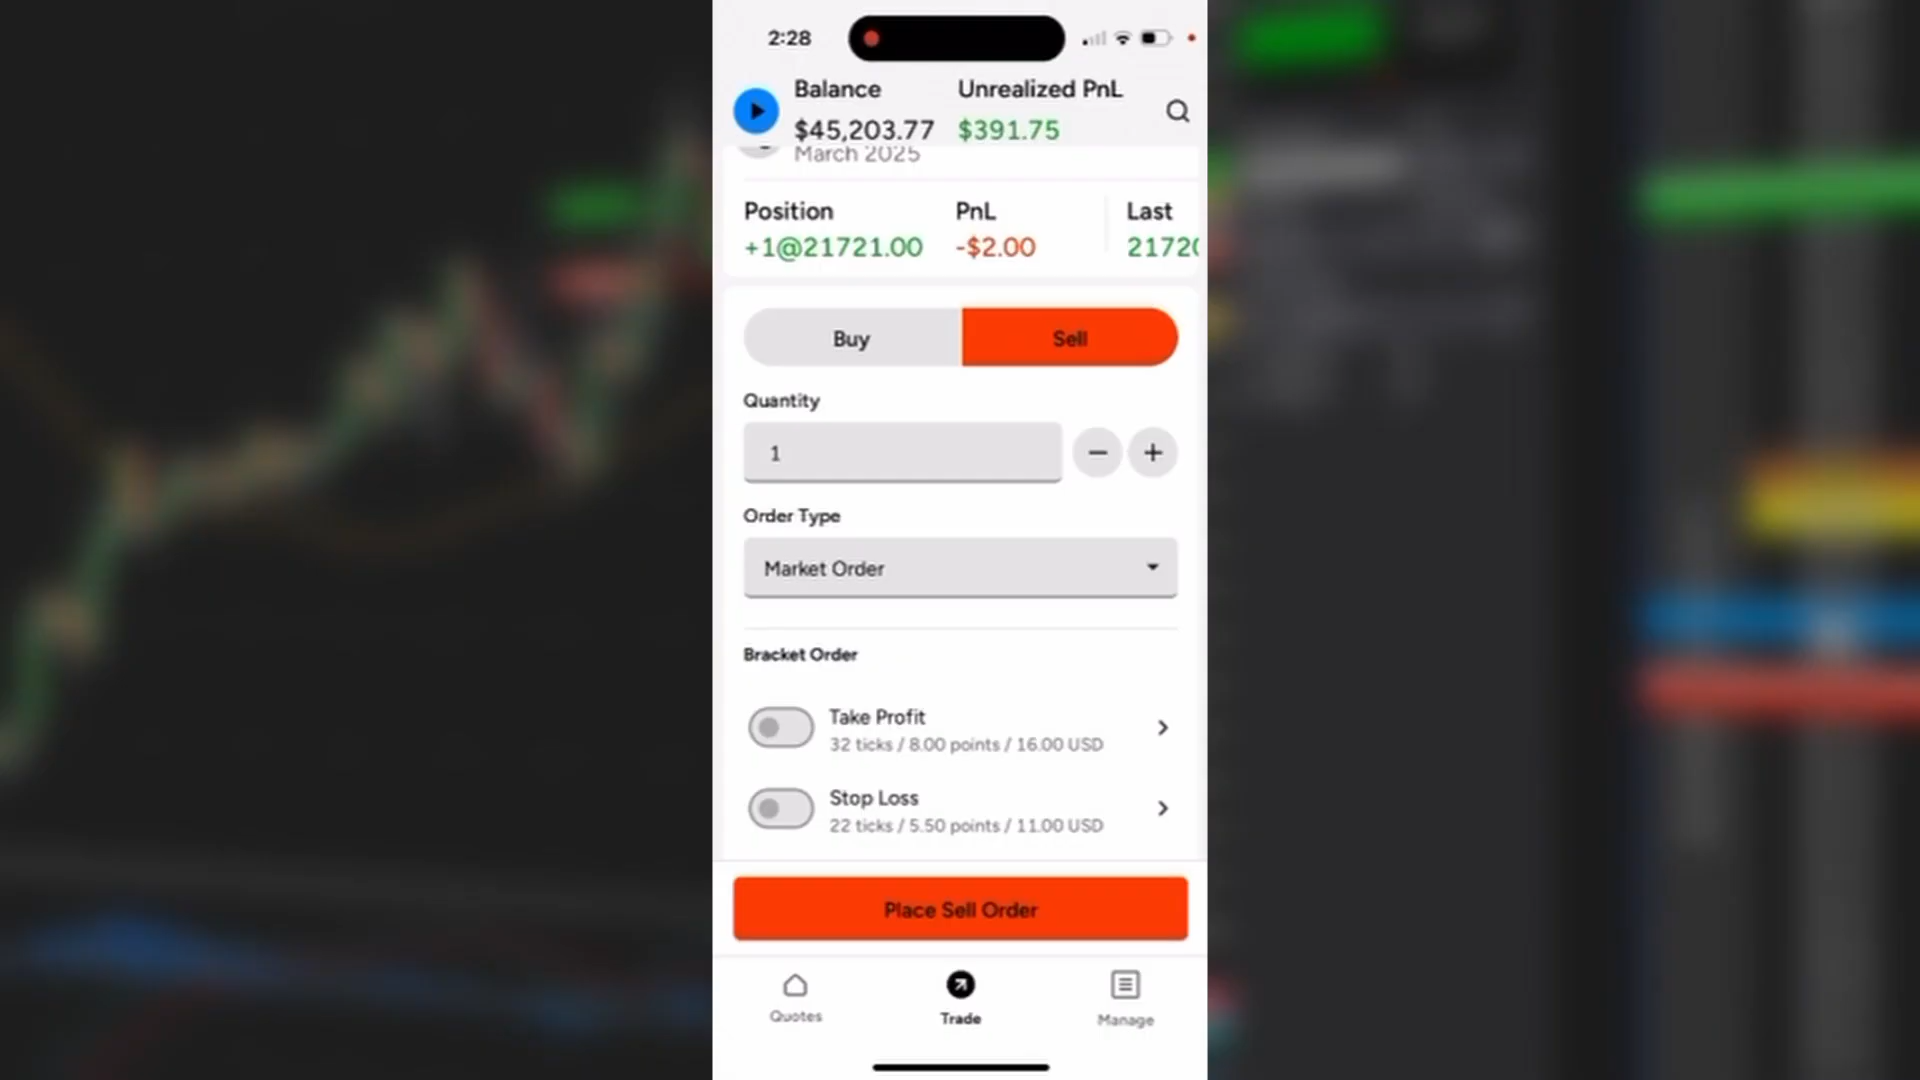 2:28
Balance Unrealized PnL
$45,203.77 $391.75
March 2025
Position PnL Last
+1@21721.00 -$2.00 2172
Buy Sell
Quantity
1
Order Type
Market Order
Bracket Order
Take Profit
32 ticks / 8.00 points / 16.00 USD
Stop Loss
22 ticks / 5.50 points / 11.00 USD
Place Sell Order
Quotes Trade Manage